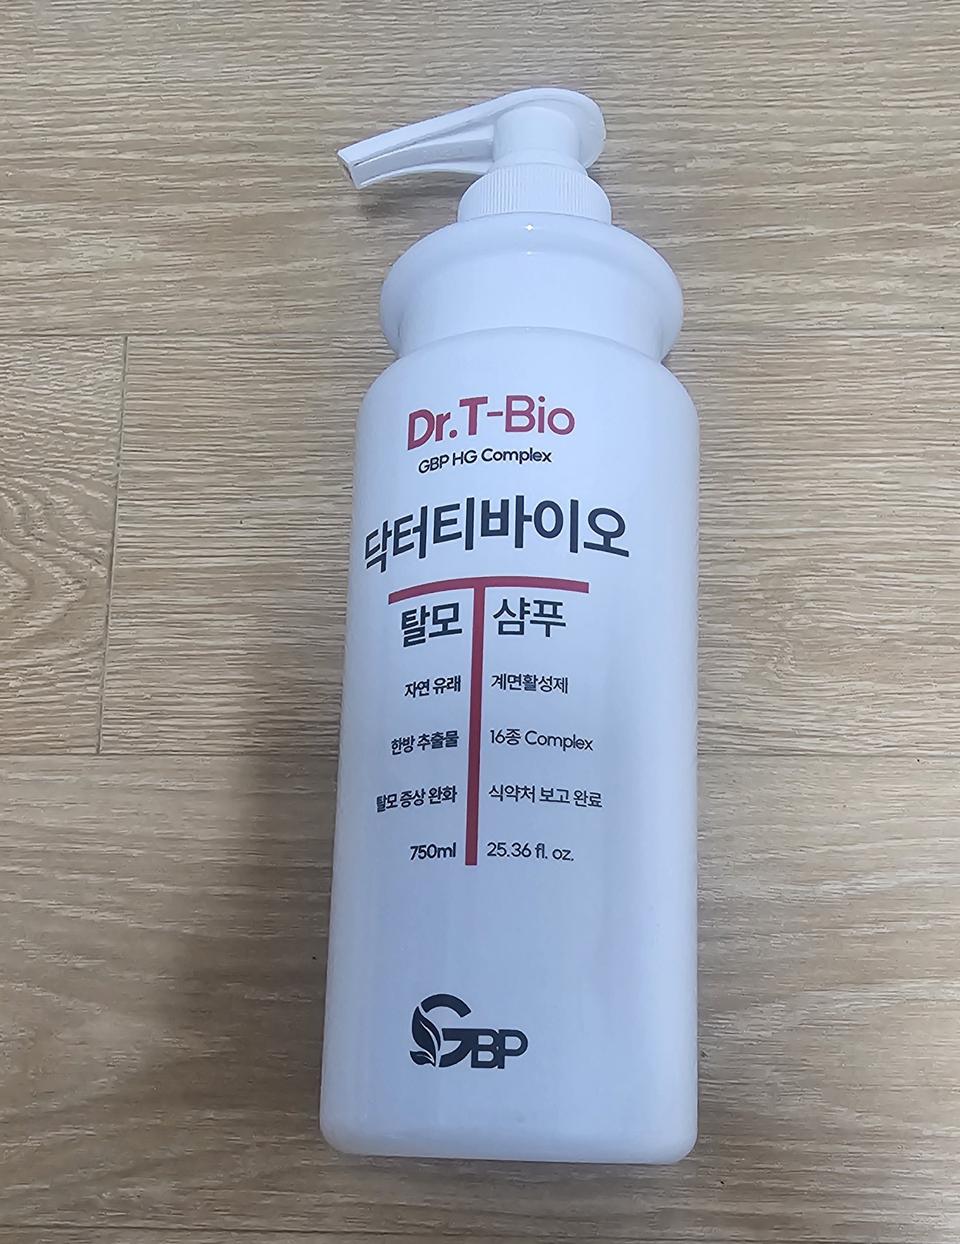 Dr.T-Bio
GBP HG Complex
닥터티바이오
탈모 샴푸
자연 유래 계면활성제
한방 추출물 16종 Complex
탈모 증상 완화 식약처 보고 완료
750ml 25.36 fl. oz.
GBP